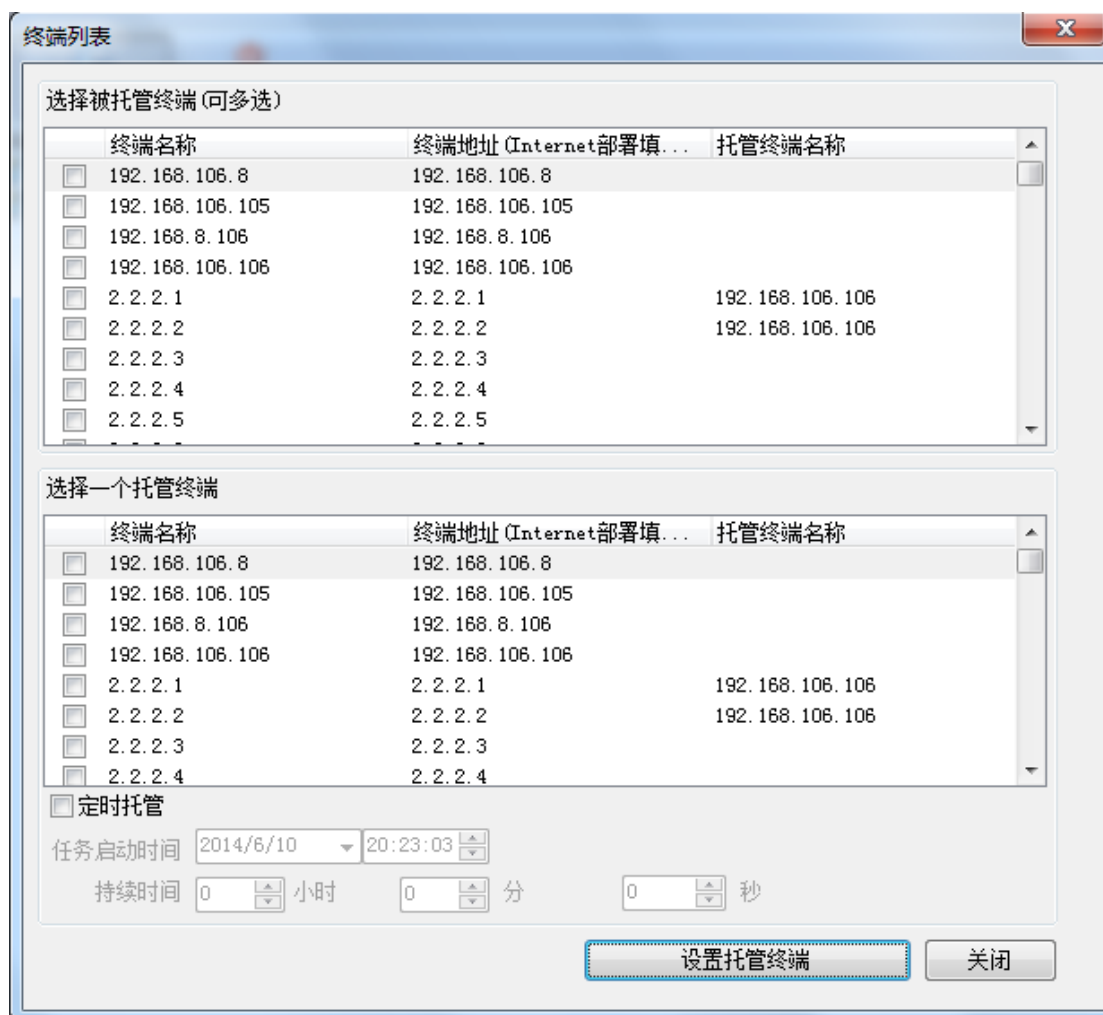 终端列表
选择被托管终端(可多选)
终端名称 终端地址(Internet部署填... 托管终端名称
192.168.106.8 192.168.106.8
192.168.106.105 192.168.106.105
192.168.8.106 192.168.8.106
192.168.106.106 192.168.106.106
2.2.2.1 2.2.2.1 192.168.106.106
2.2.2.2 2.2.2.2 192.168.106.106
2.2.2.3 2.2.2.3
2.2.2.4 2.2.2.4
2.2.2.5 2.2.2.5
选择一个托管终端
终端名称 终端地址(Internet部署填... 托管终端名称
192.168.106.8 192.168.106.8
192.168.106.105 192.168.106.105
192.168.8.106 192.168.8.106
192.168.106.106 192.168.106.106
2.2.2.1 2.2.2.1 192.168.106.106
2.2.2.2 2.2.2.2 192.168.106.106
2.2.2.3 2.2.2.3
2.2.2.4 2.2.2.4
定时托管
任务启动时间 2014/6/10 20:23:03
持续时间 0 小时 0 分 0 秒
设置托管终端 关闭